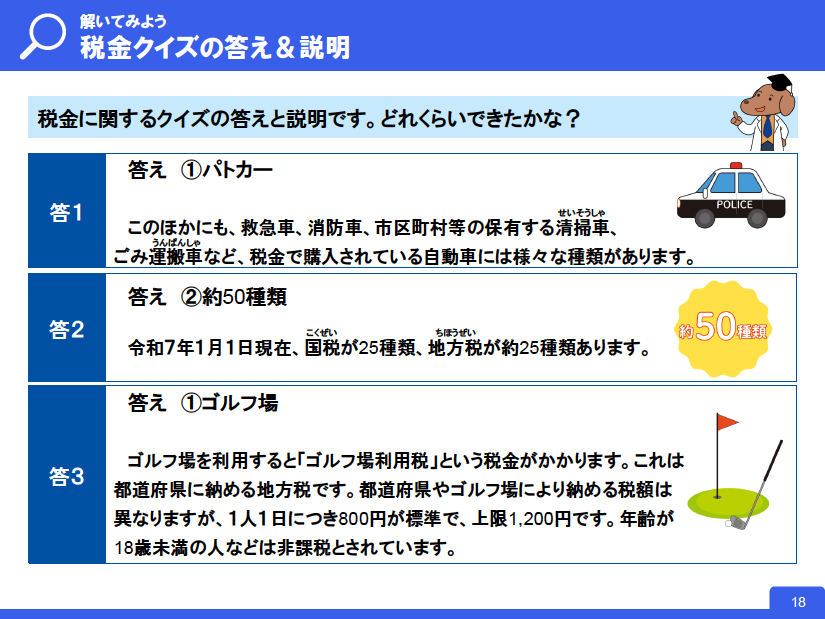 解いてみよう
税金クイズの答え＆説明
税金に関するクイズの答えと説明です。どれくらいできたかな？
答1
答え ①パトカー
POLICE
せいそうしゃ
このほかにも、救急車、消防車、市区町村等の保有する清掃車、
うんぱんしゃ
ごみ運搬車など、税金で購入されている自動車には様々な種類があります。
答2
答え ②約50種類
約50種類
こくぜい ちほうぜい
令和7年1月1日現在、国税が25種類、地方税が約25種類あります。
答3
答え ①ゴルフ場
ゴルフ場を利用すると「ゴルフ場利用税」という税金がかかります。これは
都道府県に納める地方税です。都道府県やゴルフ場により納める税額は
異なりますが、1人1日につき800円が標準で、上限1,200円です。年齢が
18歳未満の人などは非課税とされています。
18